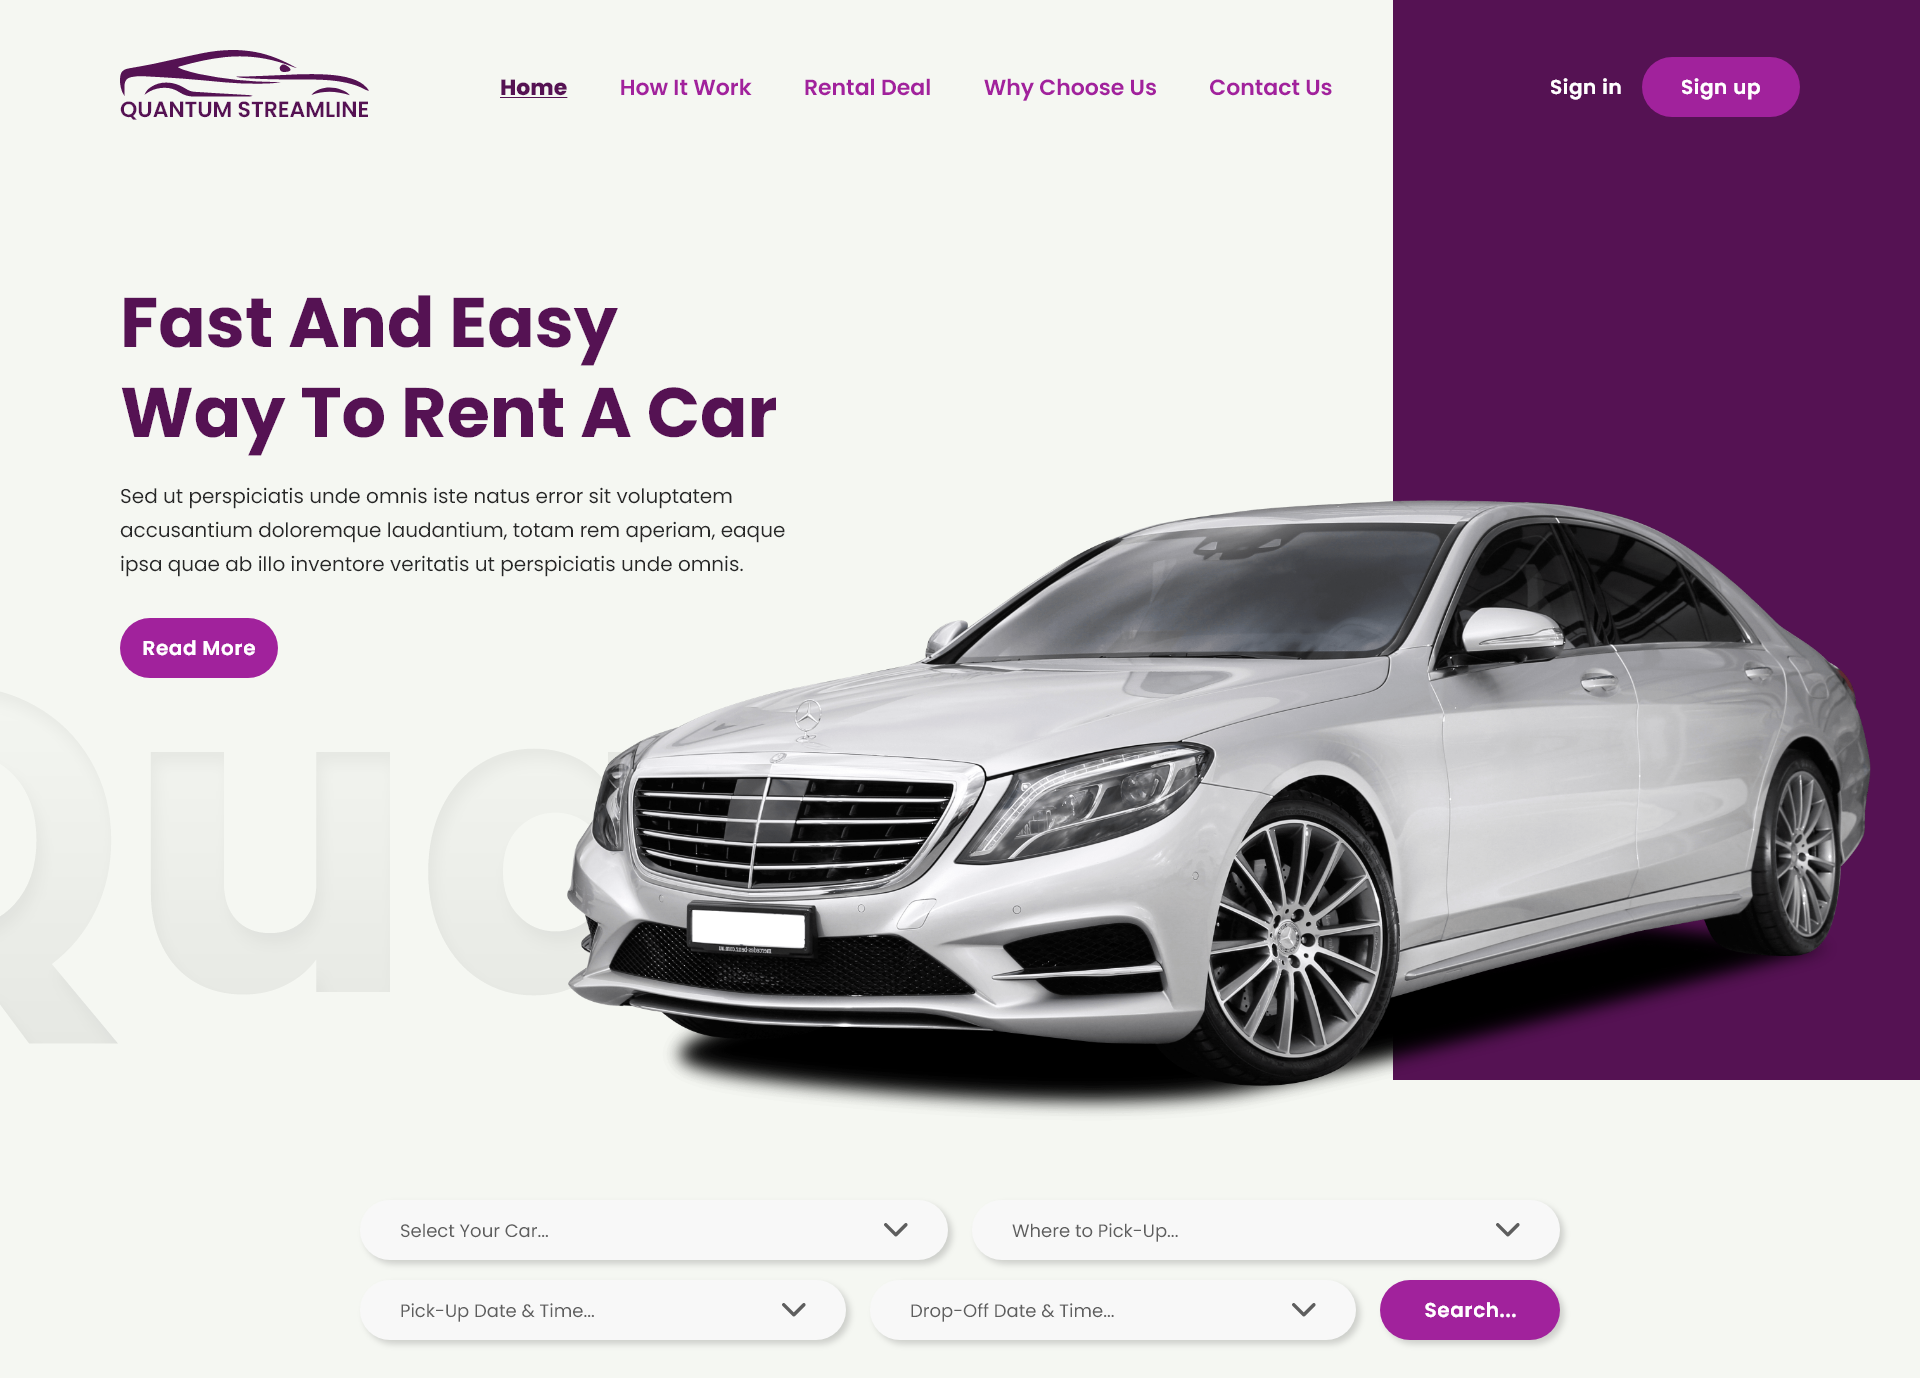 QUANTUM STREAMLINE
Home How It Work Rental Deal Why Choose Us Contact Us Sign in Sign up
Fast And Easy
Way To Rent A Car
Sed ut perspiciatis unde omnis iste natus error sit voluptatem
accusantium doloremque laudantium, totam rem aperiam, eaque
ipsa quae ab illo inventore veritatis ut perspiciatis unde omnis.
Read More
Qua
Select Your Car...
Where to Pick-Up...
Pick-Up Date & Time...
Drop-Off Date & Time...
Search...